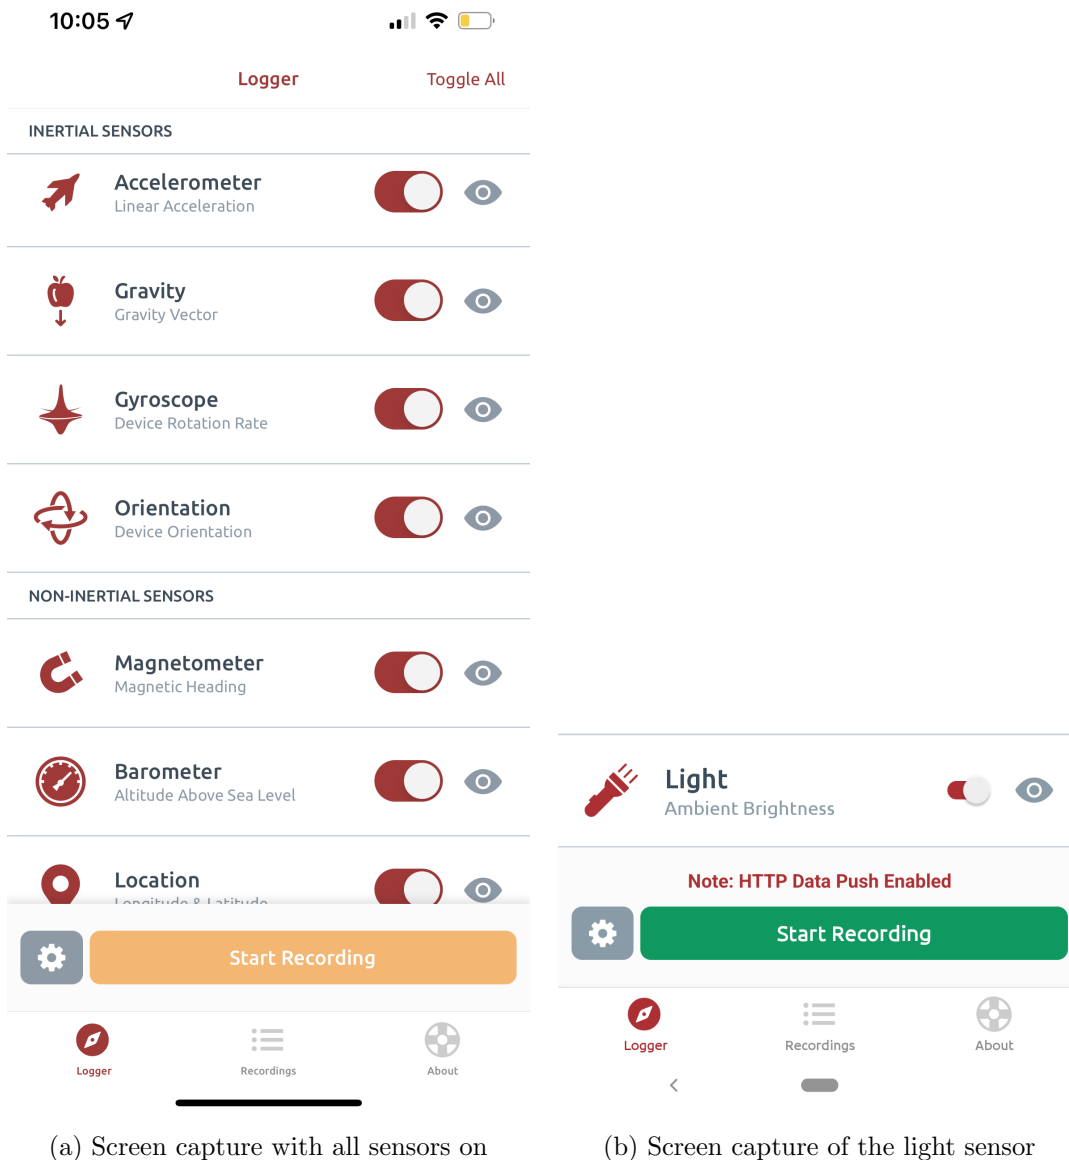 10:05
Logger
Toggle All
INERTIAL SENSORS
Accelerometer
Linear Acceleration
Gravity
Gravity Vector
Gyroscope
Device Rotation Rate
Orientation
Device Orientation
NON-INERTIAL SENSORS
Magnetometer
Magnetic Heading
Barometer
Altitude Above Sea Level
Location
Longitude & Latitude
Start Recording
Logger
Recordings
About
(a) Screen capture with all sensors on
Light
Ambient Brightness
Note: HTTP Data Push Enabled
Start Recording
Logger
Recordings
About
(b) Screen capture of the light sensor